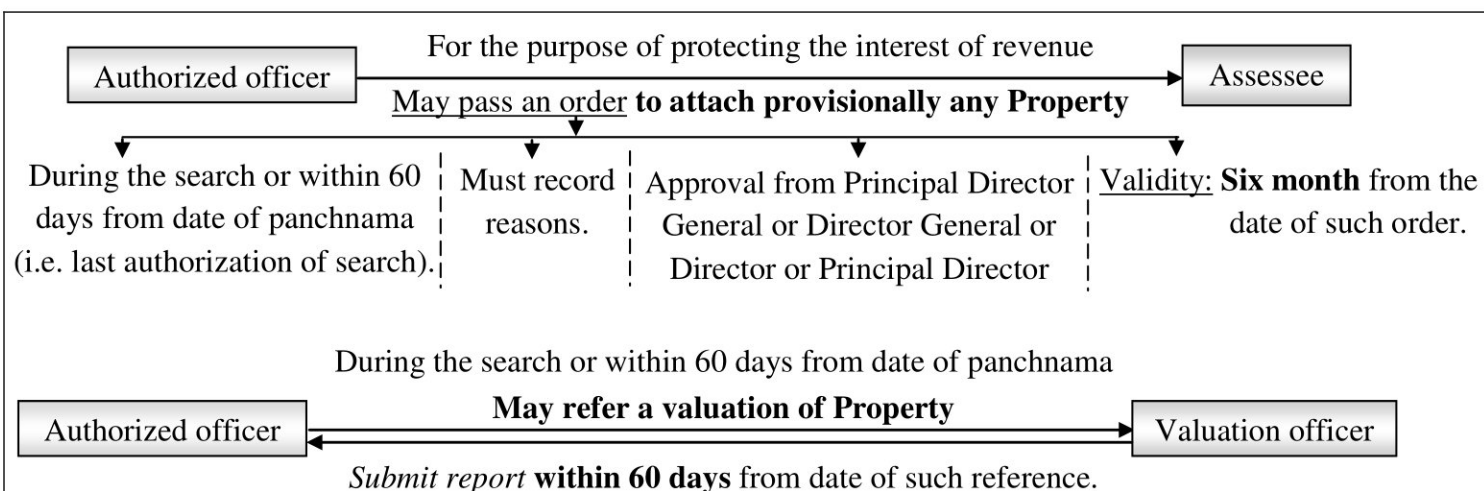 For the purpose of protecting the interest of revenue
Authorized officer
Assessee
May pass an order to attach provisionally any Property
During the search or within 60
days from date of panchnama
(i.e. last authorization of search).
Must record
reasons.
Approval from Principal Director
General or Director General or
Director or Principal Director
Validity: Six month from the
date of such order.
During the search or within 60 days from date of panchnama
May refer a valuation of Property
Authorized officer
Valuation officer
Submit report within 60 days from date of such reference.